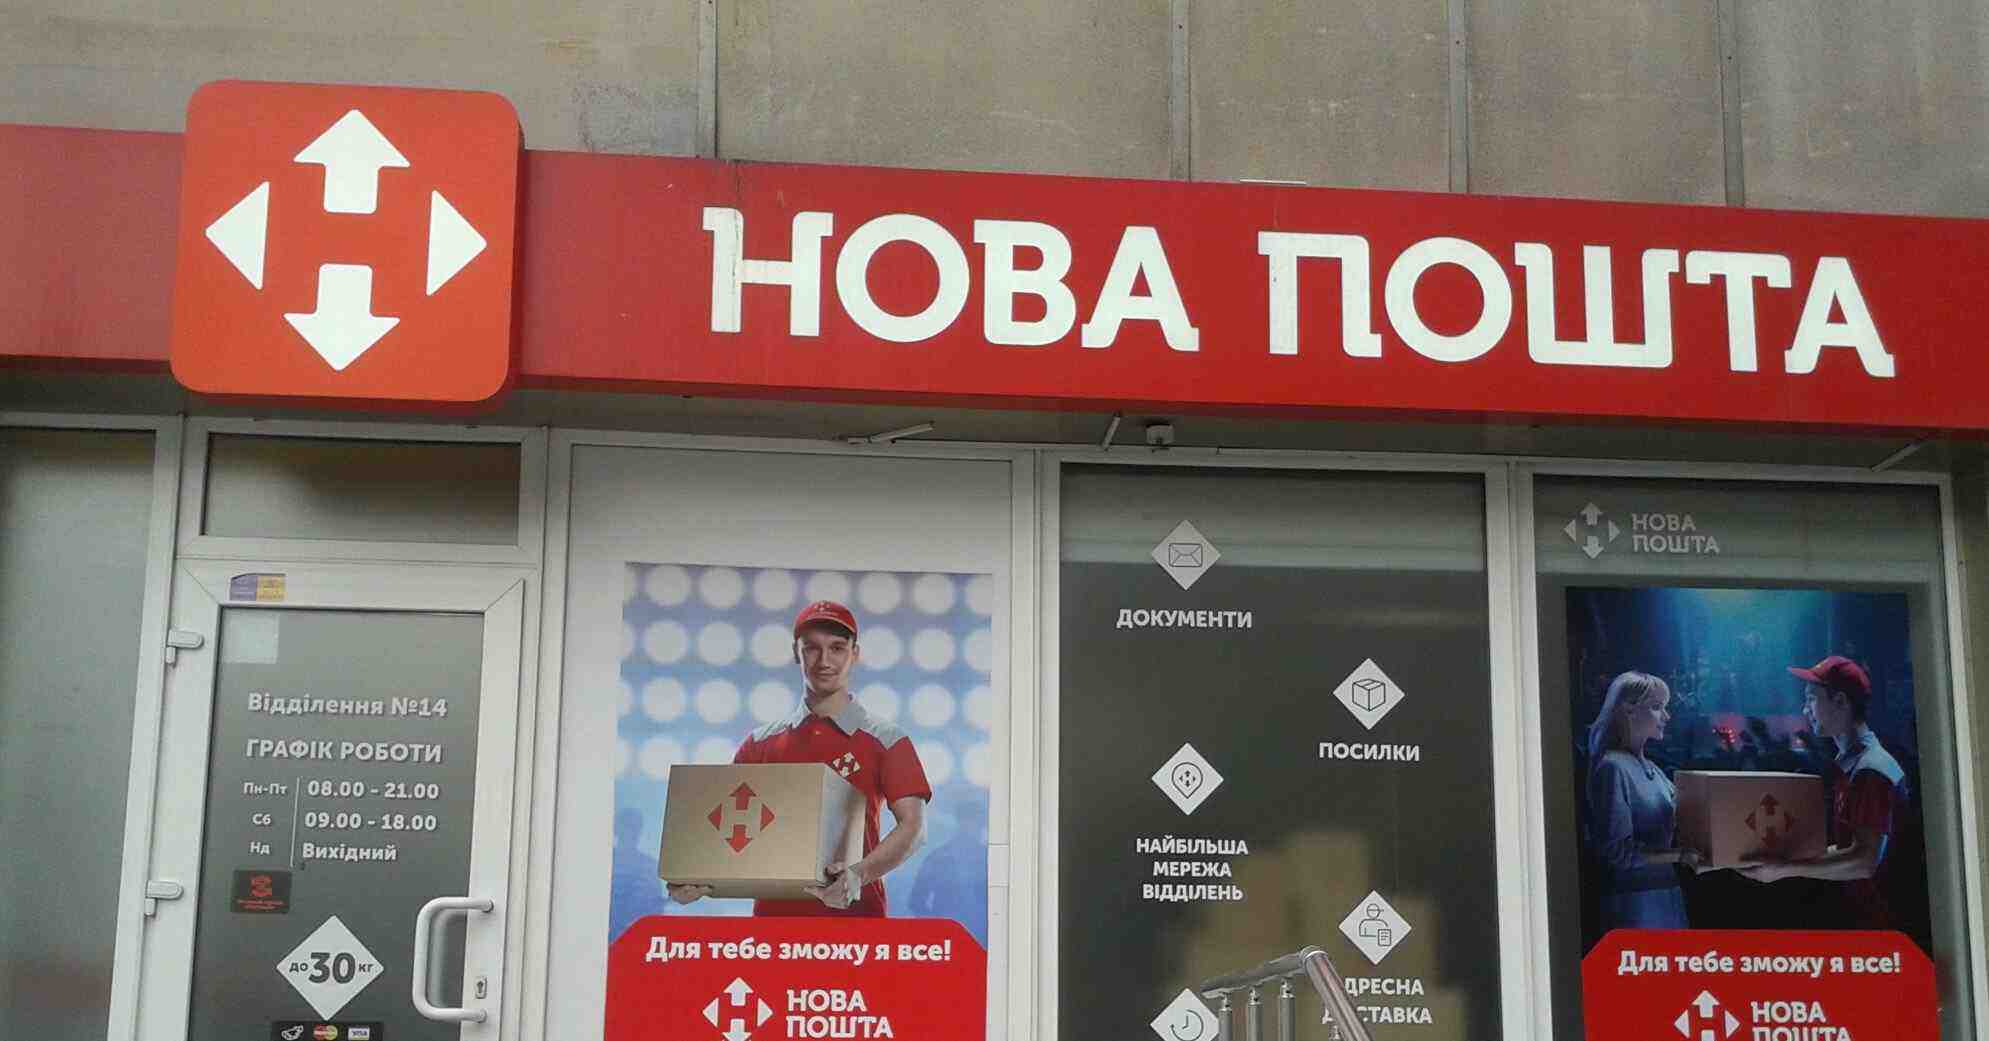 НОВА ПОШТА
Відділення №14
ГРАФІК РОБОТИ
Пн-Пт 08.00 - 21.00
Сб 09.00 - 18.00
Нд Вихідний
до 30 кг
VISA
Для тебе зможу я все!
НОВА
ПОШТА
ДОКУМЕНТИ
ПОСИЛКИ
НАЙБІЛЬША
МЕРЕЖА
ВІДДІЛЕНЬ
ДРЕСНА
СТАВКА
НОВА
ПОШТА
Для тебе зможу я все!
НОВА
ПОШТА